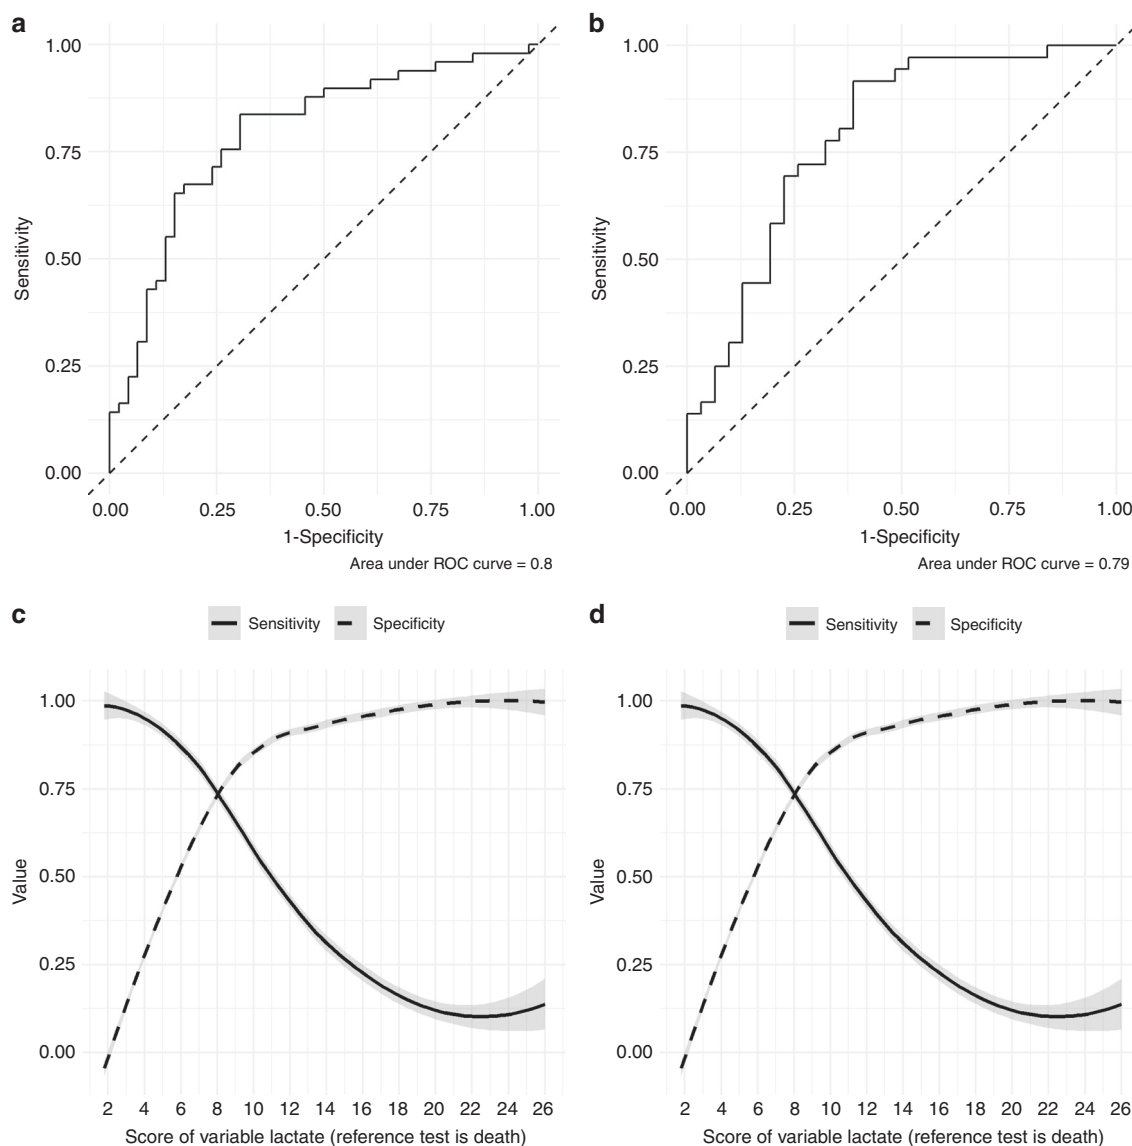 a
1.00
0.75
0.50
0.25
0.00
Sensitivity
0.00 0.25 0.50 0.75 1.00
1-Specificity
Area under ROC curve = 0.8
b
1.00
0.75
0.50
0.25
0.00
Sensitivity
0.00 0.25 0.50 0.75 1.00
1-Specificity
Area under ROC curve = 0.79
c
Sensitivity Specificity
1.00
0.75
0.50
0.25
0.00
Value
2 4 6 8 10 12 14 16 18 20 22 24 26
Score of variable lactate (reference test is death)
d
Sensitivity Specificity
1.00
0.75
0.50
0.25
0.00
Value
2 4 6 8 10 12 14 16 18 20 22 24 26
Score of variable lactate (reference test is death)